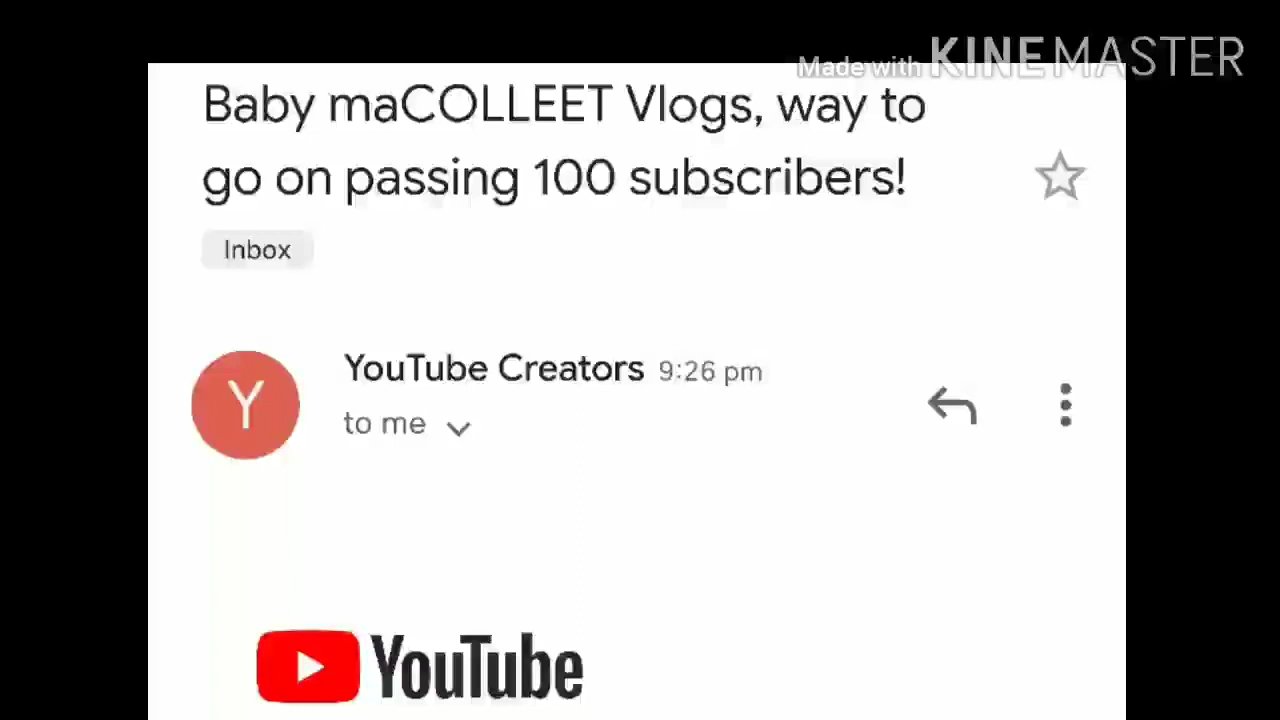 Made with KINEMASTER
Baby maCOLLEET Vlogs, way to
go on passing 100 subscribers!
Inbox
Y
YouTube Creators 9:26 pm
to me
YouTube